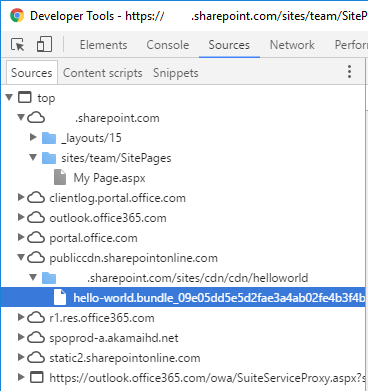 Developer Tools - https:// .sharepoint.com/sites/team/SiteP
Elements Console Sources Network Perform
Sources Content scripts Snippets
top
.sharepoint.com
_layouts/15
sites/team/SitePages
My Page.aspx
clientlog.portal.office.com
outlook.office365.com
portal.office.com
publiccdn.sharepointonline.com
.sharepoint.com/sites/cdn/cdn/helloworld
hello-world.bundle_09e05dd5e5d2fae3a4ab02fe4b3f4b
r1.res.office365.com
spoprod-a.akamaihd.net
static2.sharepointonline.com
https://outlook.office365.com/owa/SuiteServiceProxy.aspx?s